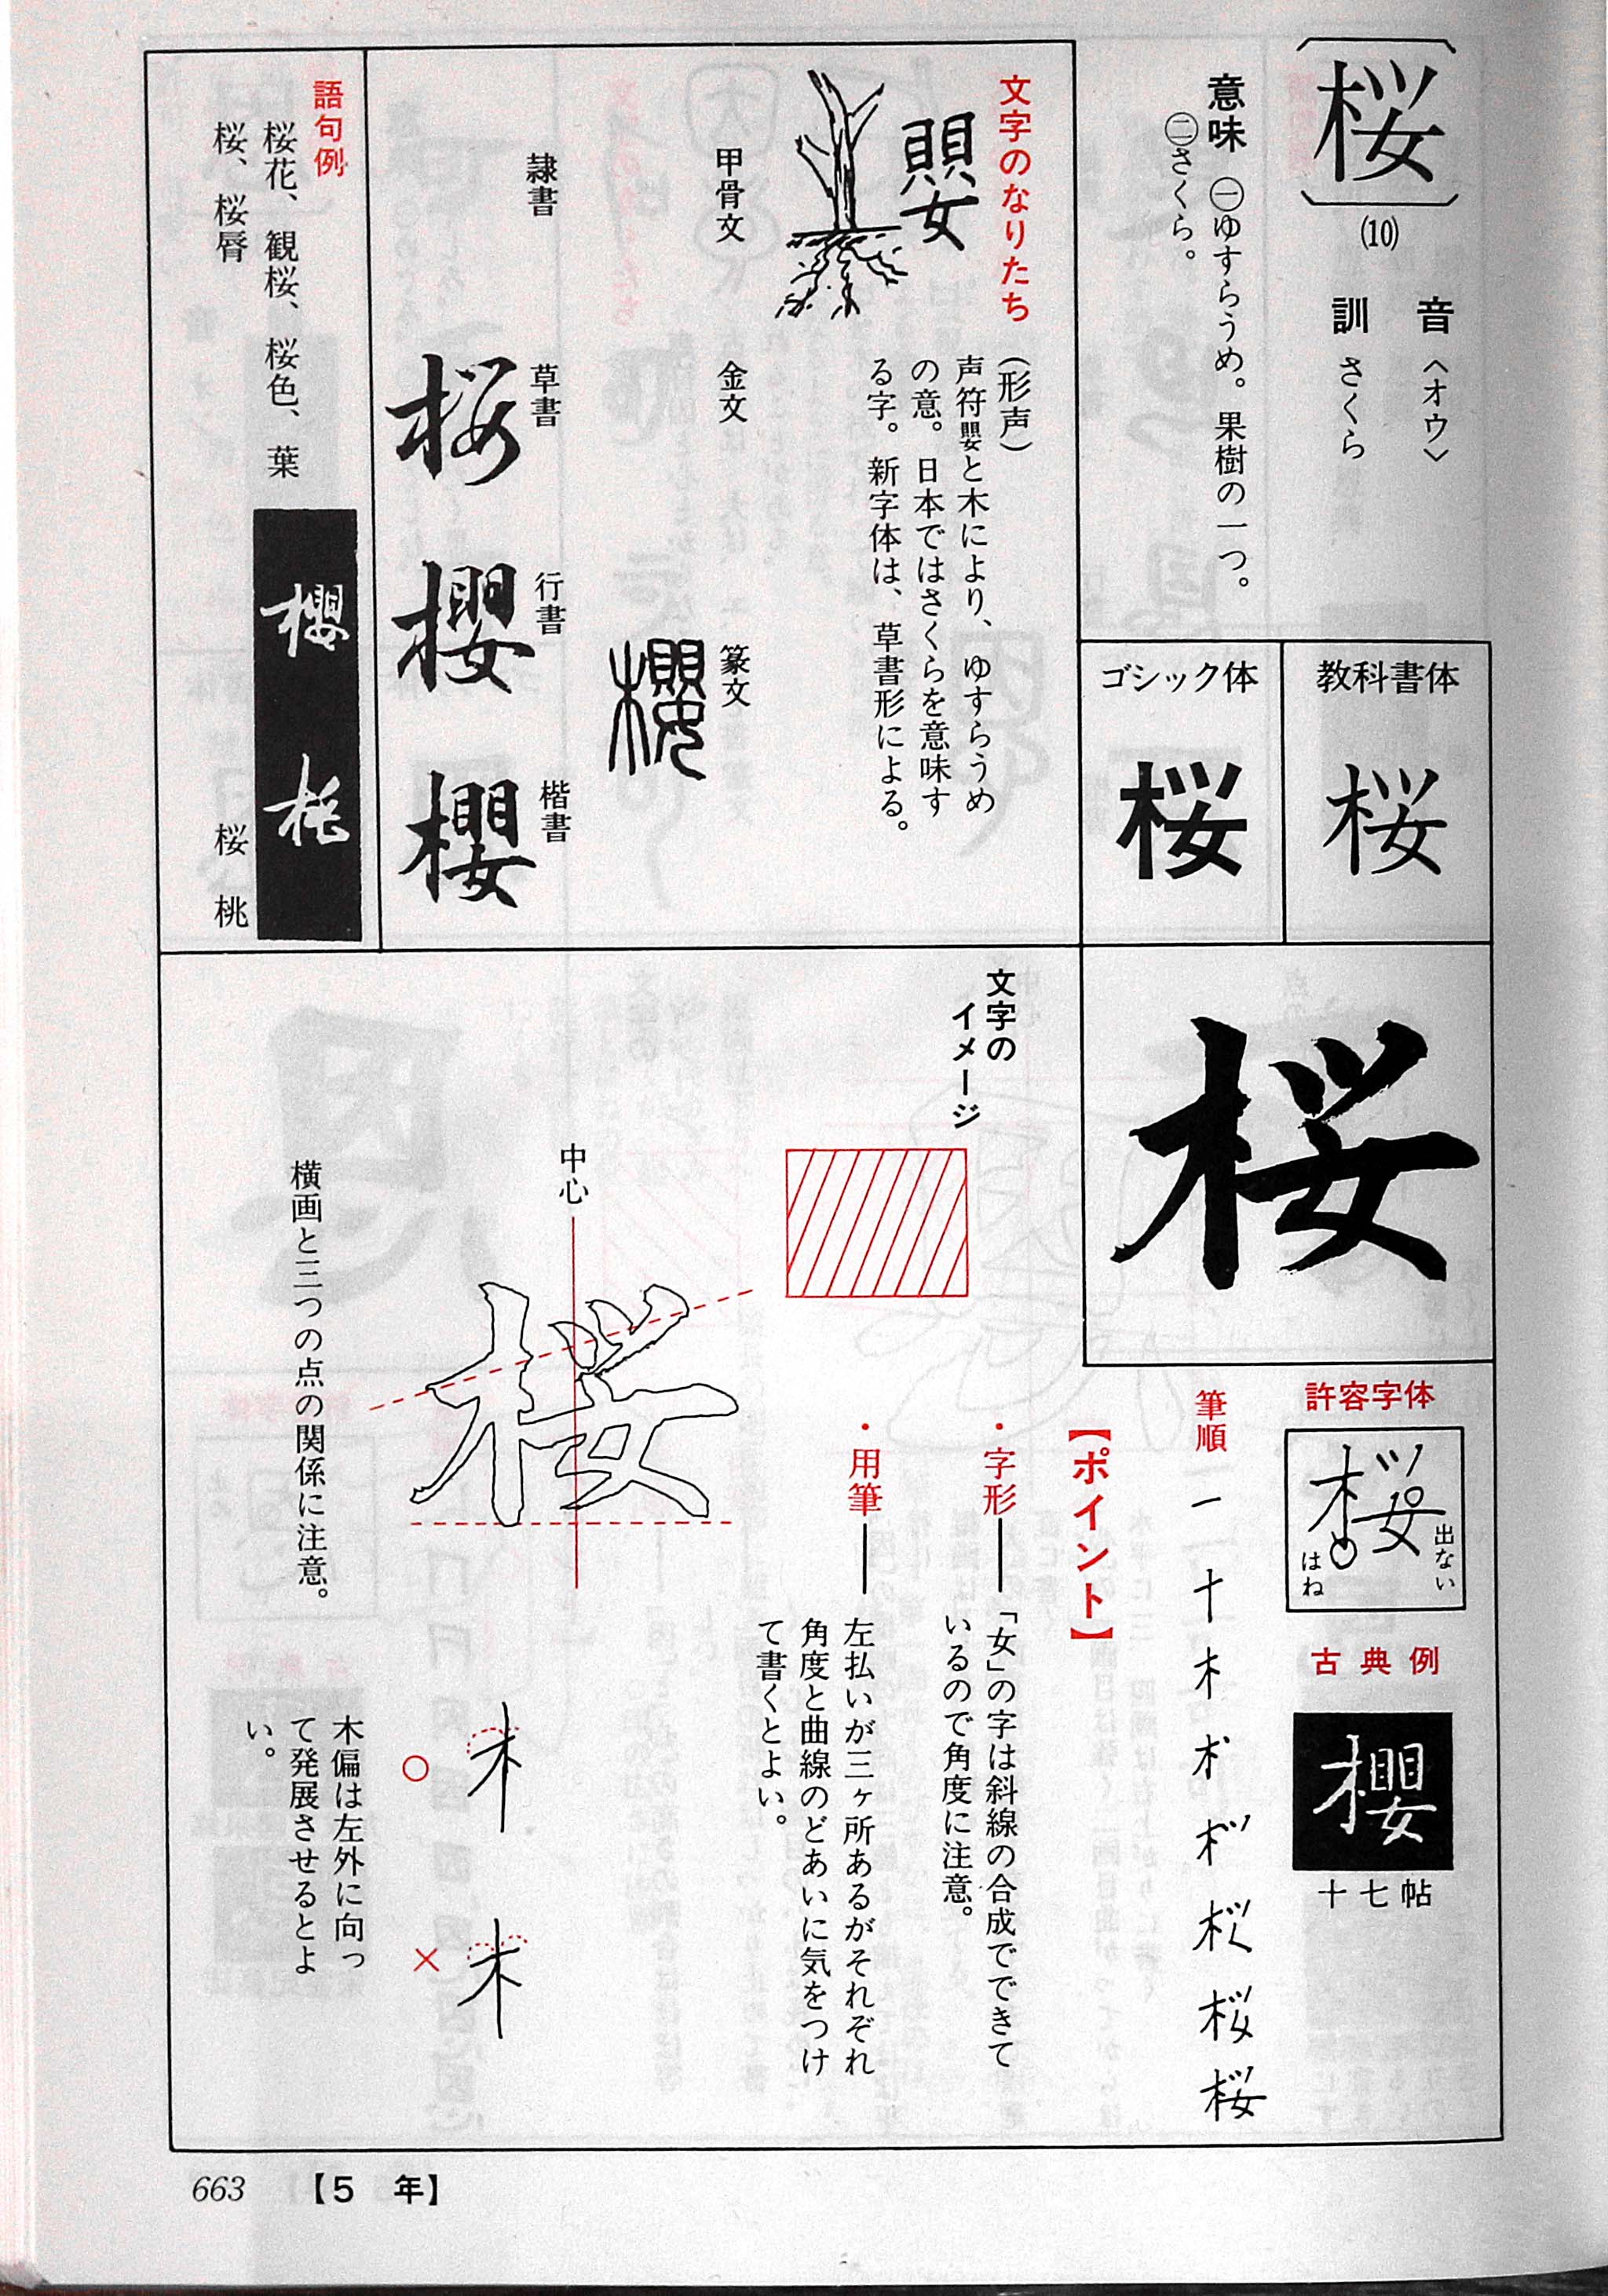 桜
(10)
音〈オウ〉
訓 さくら
意味 ㊀ゆすらうめ。果樹の一つ。
㊁さくら。
教科書体
桜
ゴシック体
桜
桜
文字のなりたち
嬰
(形声)
声符嬰と木により、ゆすらうめ
の意。日本ではさくらを意味す
る字。新字体は、草書形による。
甲骨文
金文
篆文
櫻
隷書
草書
桜
行書
櫻
楷書
櫻
語句例
桜花、観桜、桜色、葉
桜、桜脣
櫻桃
桜桃
許容字体
桜
出ない
はね
古典例
櫻
十七帖
筆順
一 十 木 桜 桜
【ポイント】
・字形──「女」の字は斜線の合成でできて
いるので角度に注意。
・用筆──左払いが三ヶ所あるがそれぞれ
角度と曲線のどあいに気をつけ
て書くとよい。
文字の
イメージ
中心
桜
横画と三つの点の関係に注意。
木 ○
木 ×
木偏は左外に向っ
て発展させるとよ
い。
663 【5 年】